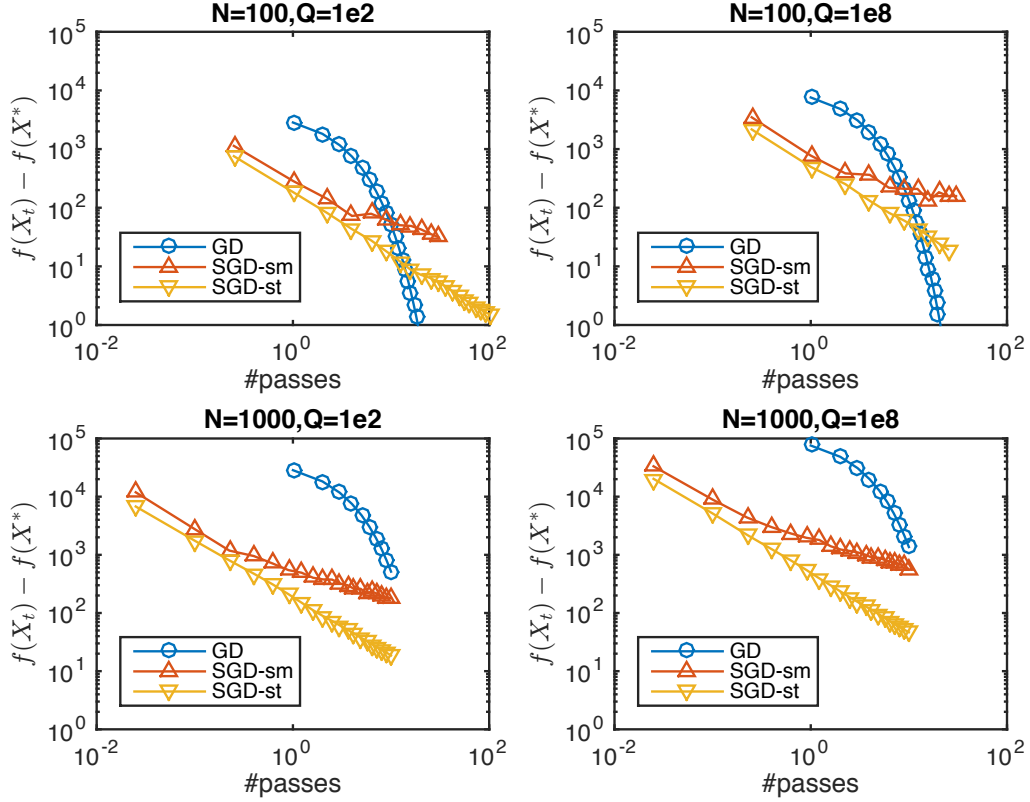 N=100,Q=1e2
f(X_t) − f(X^*)
10^5
10^4
10^3
10^2
10^1
10^0
GD
SGD-sm
SGD-st
10^-2
10^0
10^2
#passes
N=100,Q=1e8
f(X_t) − f(X^*)
10^5
10^4
10^3
10^2
10^1
10^0
GD
SGD-sm
SGD-st
10^-2
10^0
10^2
#passes
N=1000,Q=1e2
f(X_t) − f(X^*)
10^5
10^4
10^3
10^2
10^1
10^0
GD
SGD-sm
SGD-st
10^-2
10^0
10^2
#passes
N=1000,Q=1e8
f(X_t) − f(X^*)
10^5
10^4
10^3
10^2
10^1
10^0
GD
SGD-sm
SGD-st
10^-2
10^0
10^2
#passes